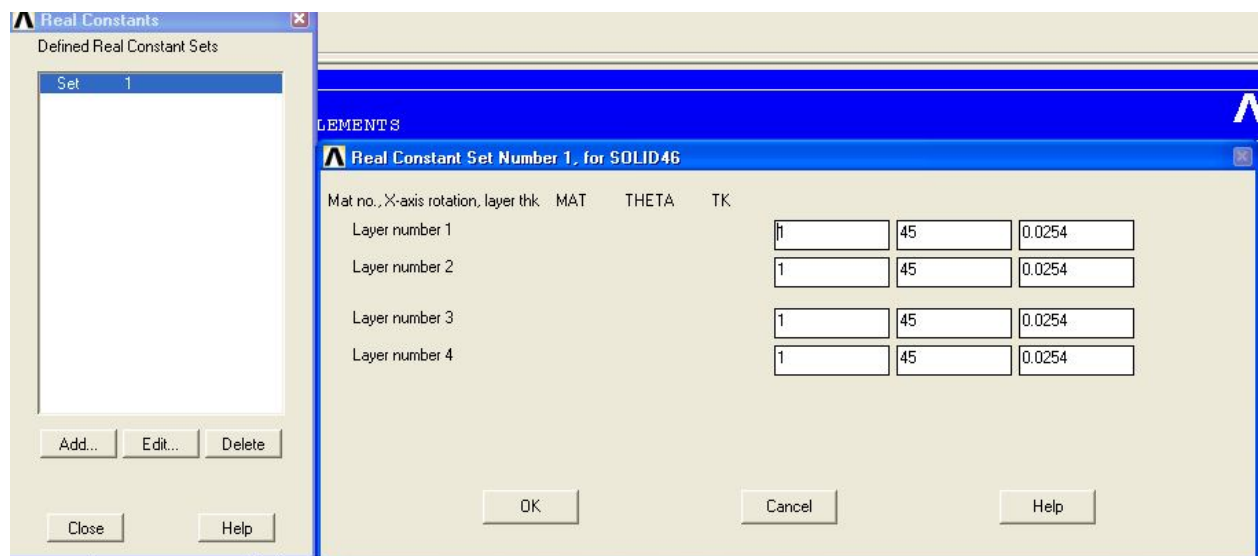 Real Constants
Defined Real Constant Sets
Set 1
Add... Edit... Delete
Close Help
LEMENTS
Real Constant Set Number 1, for SOLID46
Mat no., X-axis rotation, layer thk MAT THETA TK
Layer number 1 1 45 0.0254
Layer number 2 1 45 0.0254
Layer number 3 1 45 0.0254
Layer number 4 1 45 0.0254
OK Cancel Help